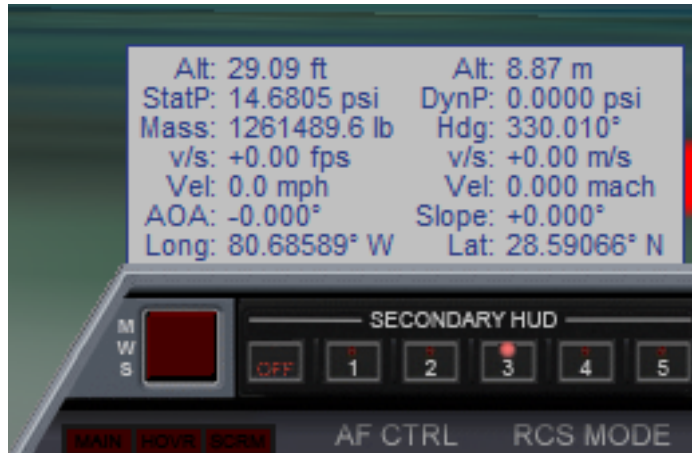 Alt: 29.09 ft Alt: 8.87 m
StatP: 14.6805 psi DynP: 0.0000 psi
Mass: 1261489.6 lb Hdg: 330.010°
v/s: +0.00 fps v/s: +0.00 m/s
Vel: 0.0 mph Vel: 0.000 mach
AOA: -0.000° Slope: +0.000°
Long: 80.68589° W Lat: 28.59066° N
SECONDARY HUD
MWS
OFF 1 2 3 4 5
AF CTRL RCS MODE
MAIN HOVR SCRM